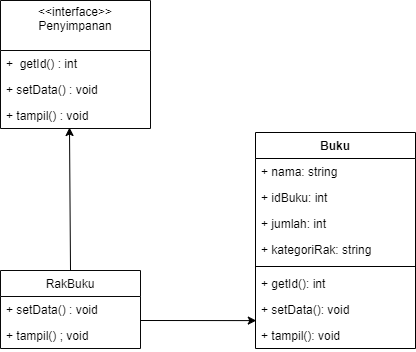 <<interface>>
Penyimpanan
+ getId() : int
+ setData() : void
+ tampil() : void
Buku
+ nama: string
+ idBuku: int
+ jumlah: int
+ kategoriRak: string
+ getId(): int
+ setData(): void
+ tampil(): void
RakBuku
+ setData() : void
+ tampil() ; void